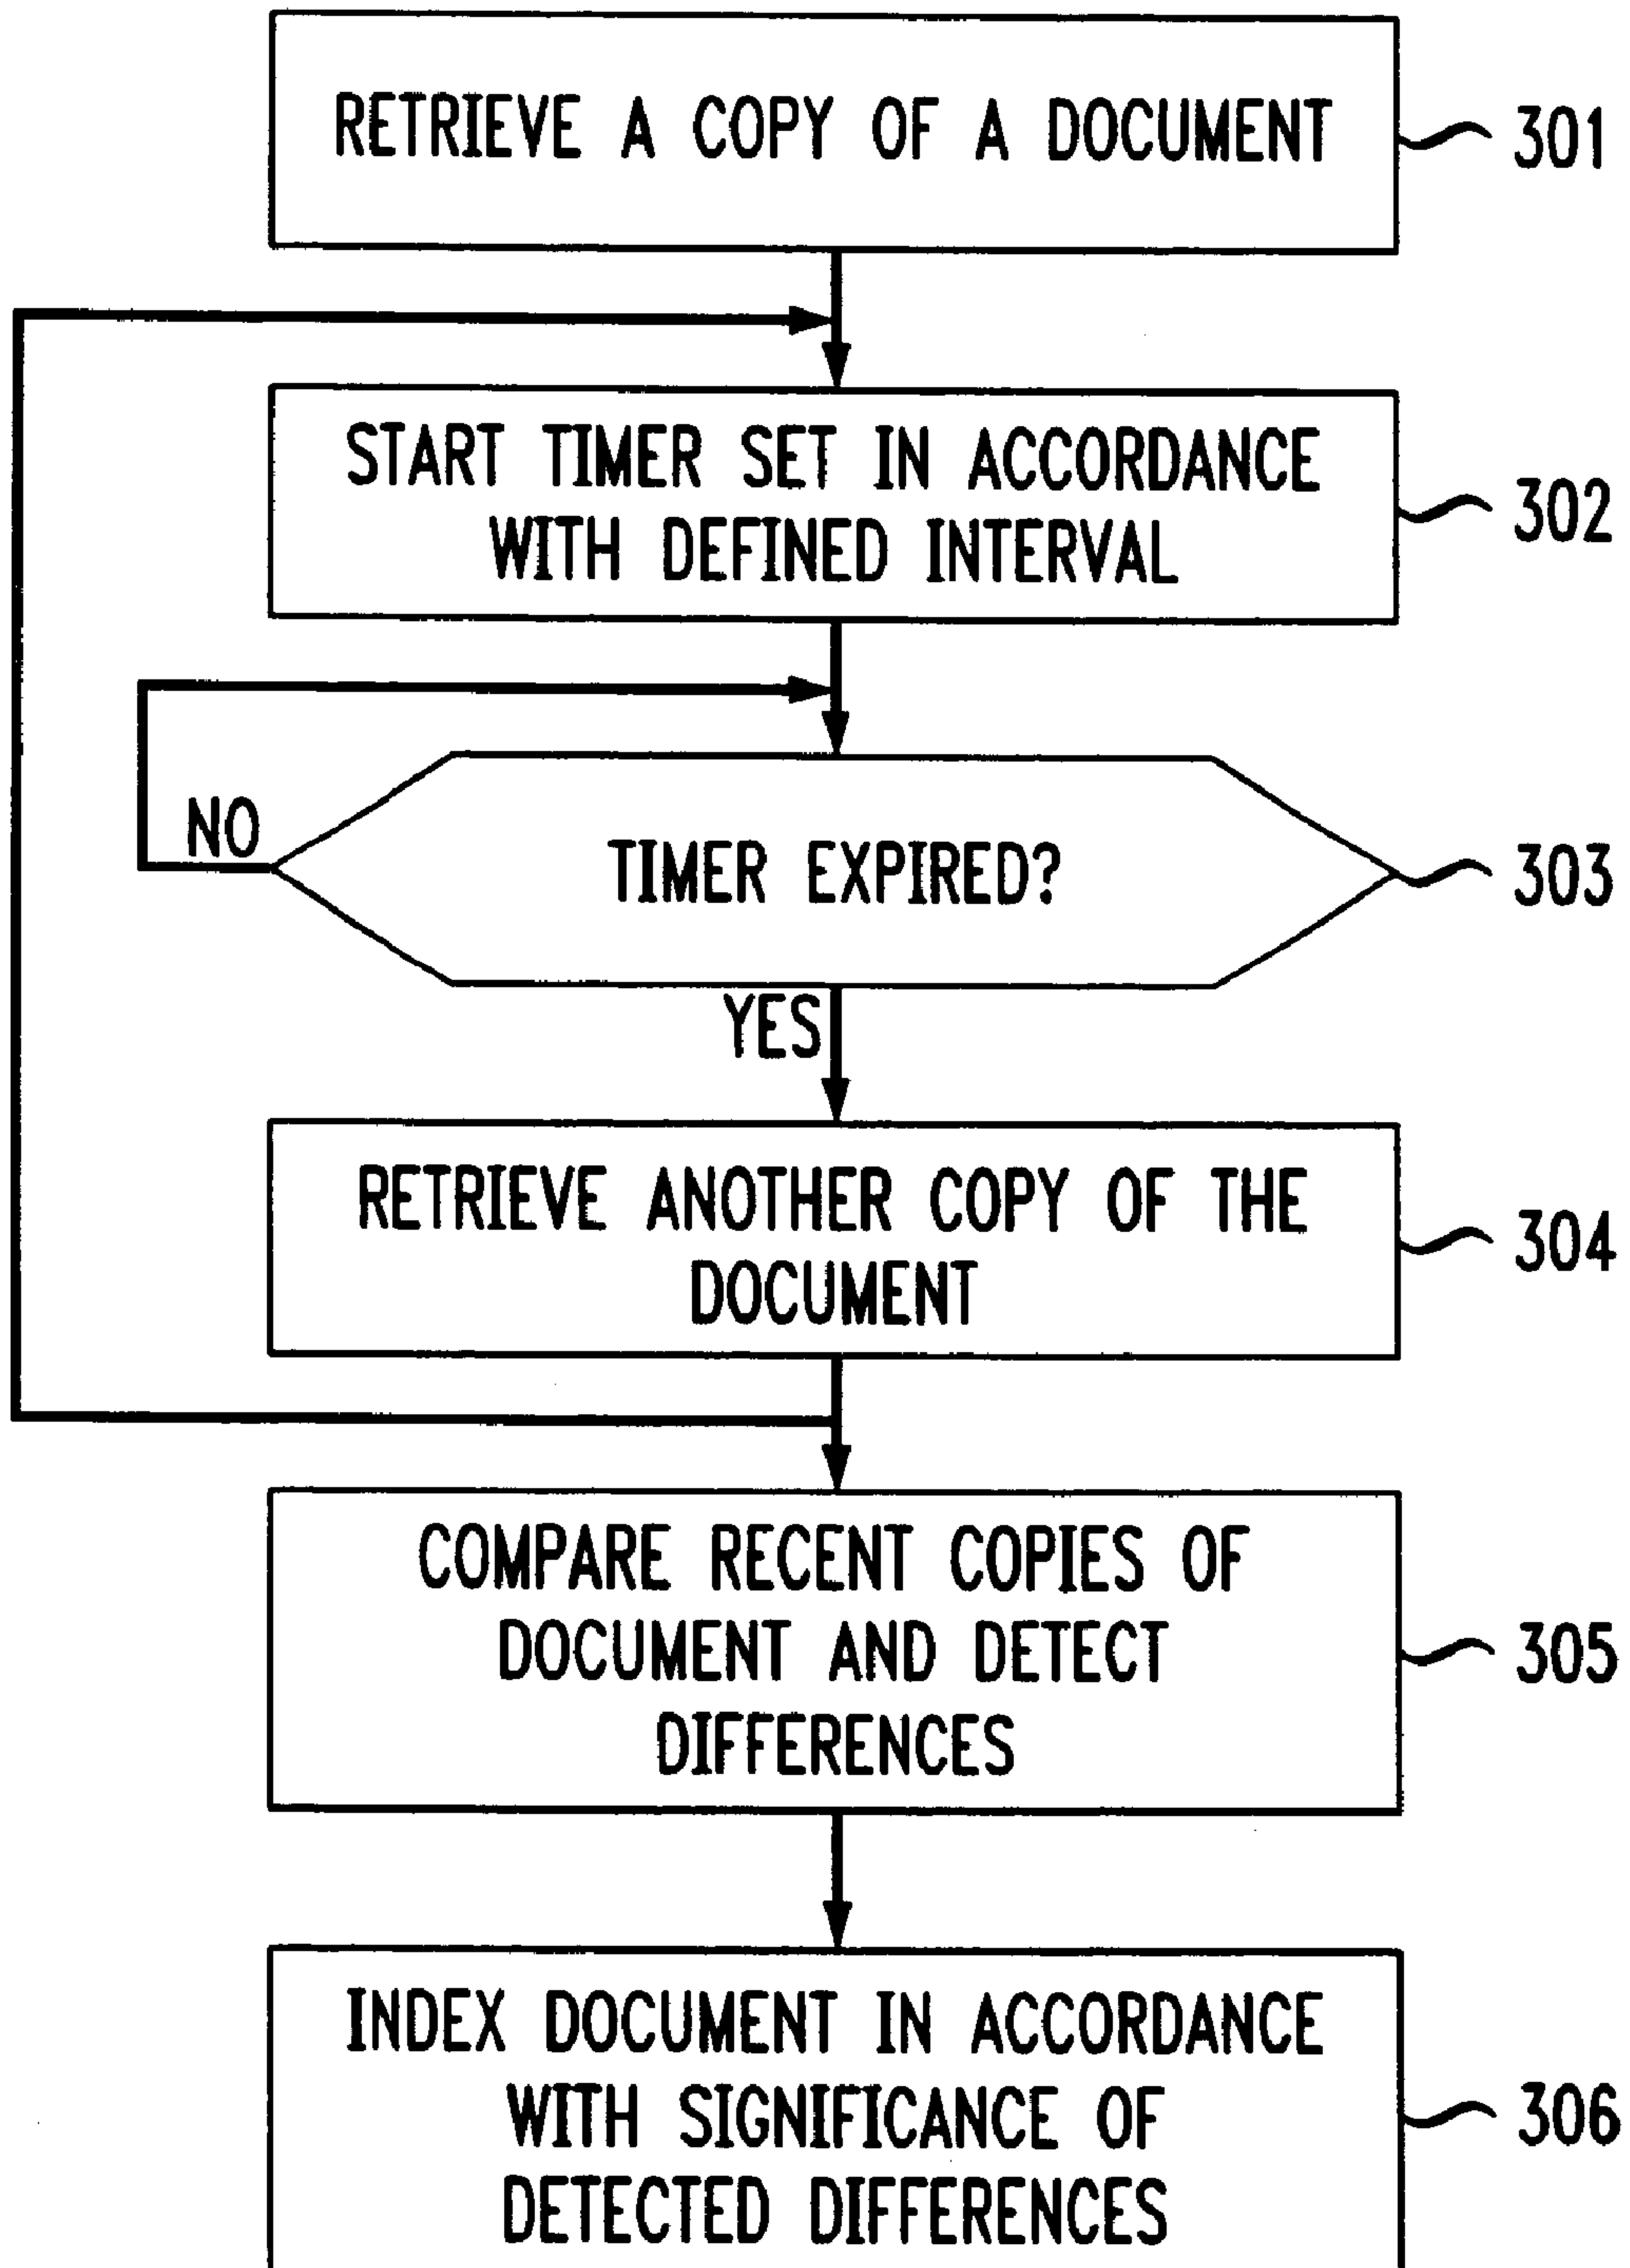 RETRIEVE A COPY OF A DOCUMENT
301
START TIMER SET IN ACCORDANCE
WITH DEFINED INTERVAL
302
NO
TIMER EXPIRED?
303
YES
RETRIEVE ANOTHER COPY OF THE
DOCUMENT
304
COMPARE RECENT COPIES OF
DOCUMENT AND DETECT
DIFFERENCES
305
INDEX DOCUMENT IN ACCORDANCE
WITH SIGNIFICANCE OF
DETECTED DIFFERENCES
306